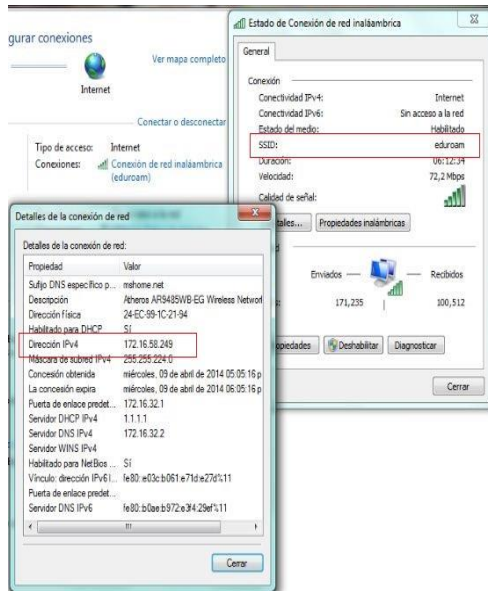 gurar conexiones
Ver mapa completo
Internet
Conectar o desconectar
Tipo de acceso: Internet
Conexiones: Conexión de red inalámbrica
(eduroam)
Estado de Conexión de red inalámbrica
General
Conexión
Conectividad IPv4: Internet
Conectividad IPv6: Sin acceso a la red
Estado del medio: Habilitado
SSID: eduroam
Duración: 06:12:34
Velocidad: 72,2 Mbps
Calidad de señal:
talles... Propiedades inalámbricas
d
Enviados — Recibidos
s: 171,235 | 100,512
opiedades Deshabilitar Diagnosticar
Cerrar
Detalles de la conexión de red
Detalles de la conexión de red:
Propiedad Valor
Sufijo DNS específico p... mshome.net
Descripción Atheros AR9485WB-EG Wireless Networl
Dirección física 24-EC-99-1C-21-94
Habilitado para DHCP Sí
Dirección IPv4 172.16.58.249
Máscara de subred IPv4 255.255.224.0
Concesión obtenida miércoles, 09 de abril de 2014 05:05:16 p
La concesión expira miércoles, 09 de abril de 2014 06:05:16 p
Puerta de enlace predet... 172.16.32.1
Servidor DHCP IPv4 1.1.1.1
Servidor DNS IPv4 172.16.32.2
Servidor WINS IPv4
Habilitado para NetBios ... Sí
Vínculo: dirección IPv6 l... fe80::e03c:b061:e71d:e27d%11
Puerta de enlace predet...
Servidor DNS IPv6 fe80::b0ae:b972:e3f4:29ef%11
Cerrar